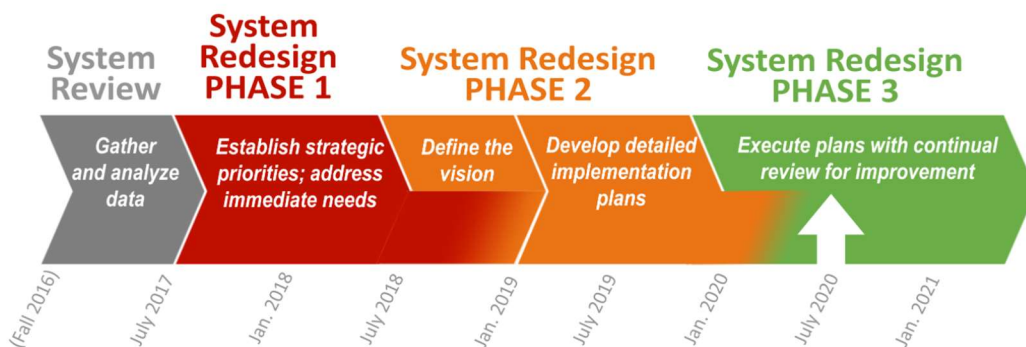 System
Review
System
Redesign
PHASE 1
System Redesign
PHASE 2
System Redesign
PHASE 3
Gather
and analyze
data
Establish strategic
priorities; address
immediate needs
Define the
vision
Develop detailed
implementation
plans
Execute plans with continual
review for improvement
(Fall 2016)
July 2017
Jan. 2018
July 2018
Jan. 2019
July 2019
Jan. 2020
July 2020
Jan. 2021